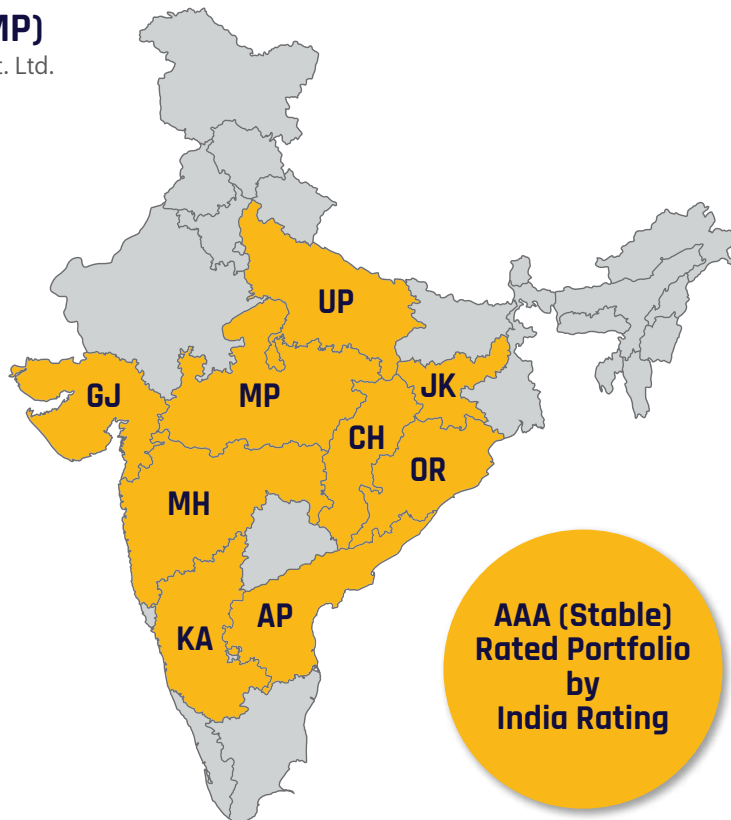 MP)
t. Ltd.
UP
GJ
MP
JK
CH
OR
MH
AP
KA
AAA (Stable)
Rated Portfolio
by
India Rating